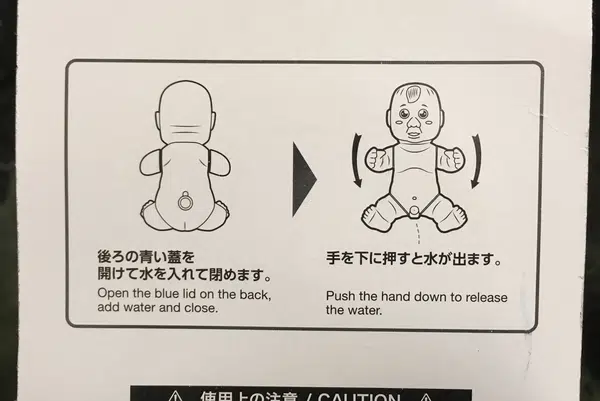 後ろの青い蓋を
開けて水を入れて閉めます。
Open the blue lid on the back,
add water and close.
手を下に押すと水が出ます。
Push the hand down to release
the water.
⚠ 使用上の注意 / CAUTION ⚠